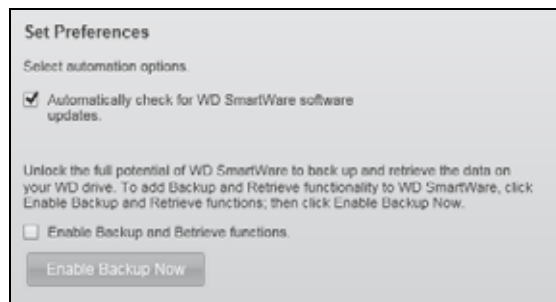 Set Preferences
Select automation options.
Automatically check for WD SmartWare software
updates.
Unlock the full potential of WD SmartWare to back up and retrieve the data on
your WD drive. To add Backup and Retrieve functionality to WD SmartWare, click
Enable Backup and Retrieve functions; then click Enable Backup Now.
Enable Backup and Betrieve functions.
Enable Backup Now